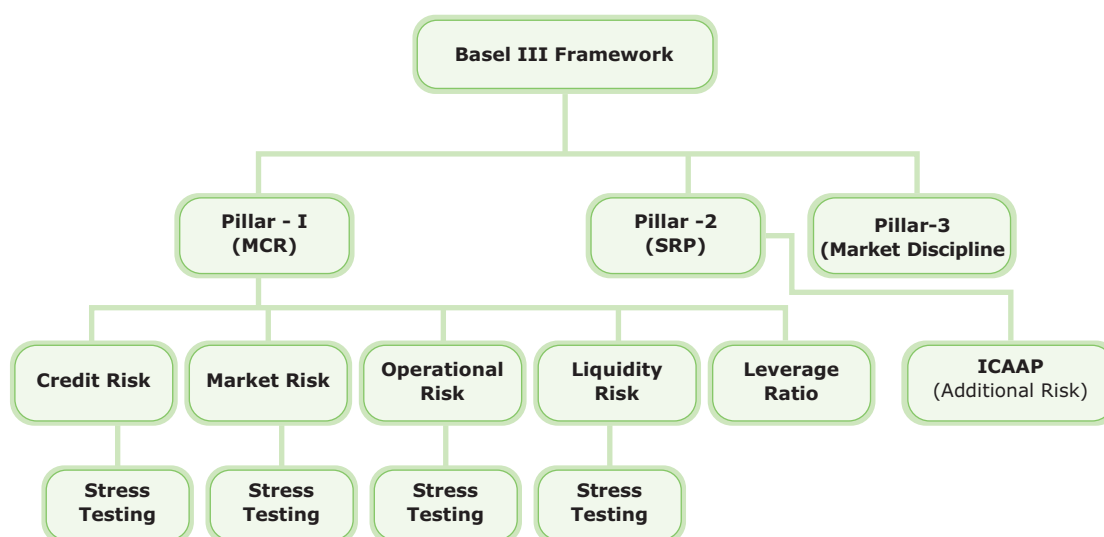 Basel III Framework
Pillar - I
(MCR)
Pillar -2
(SRP)
Pillar-3
(Market Discipline
Credit Risk
Market Risk
Operational
Risk
Liquidity
Risk
Leverage
Ratio
ICAAP
(Additional Risk)
Stress
Testing
Stress
Testing
Stress
Testing
Stress
Testing